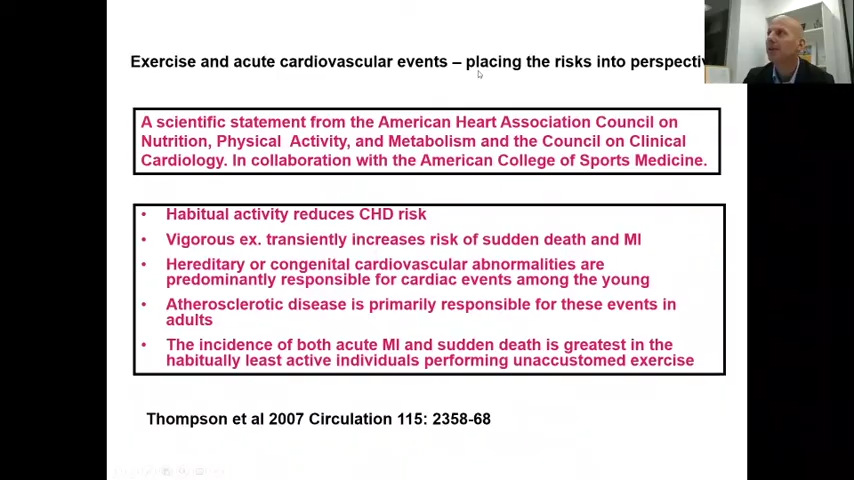 Exercise and acute cardiovascular events – placing the risks into perspectiv
A scientific statement from the American Heart Association Council on
Nutrition, Physical Activity, and Metabolism and the Council on Clinical
Cardiology. In collaboration with the American College of Sports Medicine.
• Habitual activity reduces CHD risk
• Vigorous ex. transiently increases risk of sudden death and MI
• Hereditary or congenital cardiovascular abnormalities are
predominantly responsible for cardiac events among the young
• Atherosclerotic disease is primarily responsible for these events in
adults
• The incidence of both acute MI and sudden death is greatest in the
habitually least active individuals performing unaccustomed exercise
Thompson et al 2007 Circulation 115: 2358-68